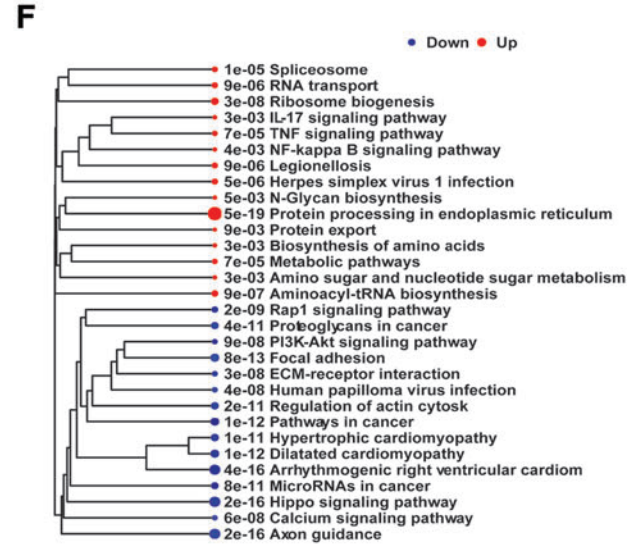 F
Down Up
1e-05 Spliceosome
9e-06 RNA transport
3e-08 Ribosome biogenesis
3e-03 IL-17 signaling pathway
7e-05 TNF signaling pathway
4e-03 NF-kappa B signaling pathway
9e-06 Legionellosis
5e-06 Herpes simplex virus 1 infection
5e-03 N-Glycan biosynthesis
5e-19 Protein processing in endoplasmic reticulum
9e-03 Protein export
3e-03 Biosynthesis of amino acids
7e-05 Metabolic pathways
3e-03 Amino sugar and nucleotide sugar metabolism
9e-07 Aminoacyl-tRNA biosynthesis
2e-09 Rap1 signaling pathway
4e-11 Proteoglycans in cancer
9e-08 PI3K-Akt signaling pathway
8e-13 Focal adhesion
3e-08 ECM-receptor interaction
4e-08 Human papilloma virus infection
2e-11 Regulation of actin cytosk
1e-12 Pathways in cancer
1e-11 Hypertrophic cardiomyopathy
1e-12 Dilatated cardiomyopathy
4e-16 Arrhythmogenic right ventricular cardiom
8e-11 MicroRNAs in cancer
2e-16 Hippo signaling pathway
6e-08 Calcium signaling pathway
2e-16 Axon guidance